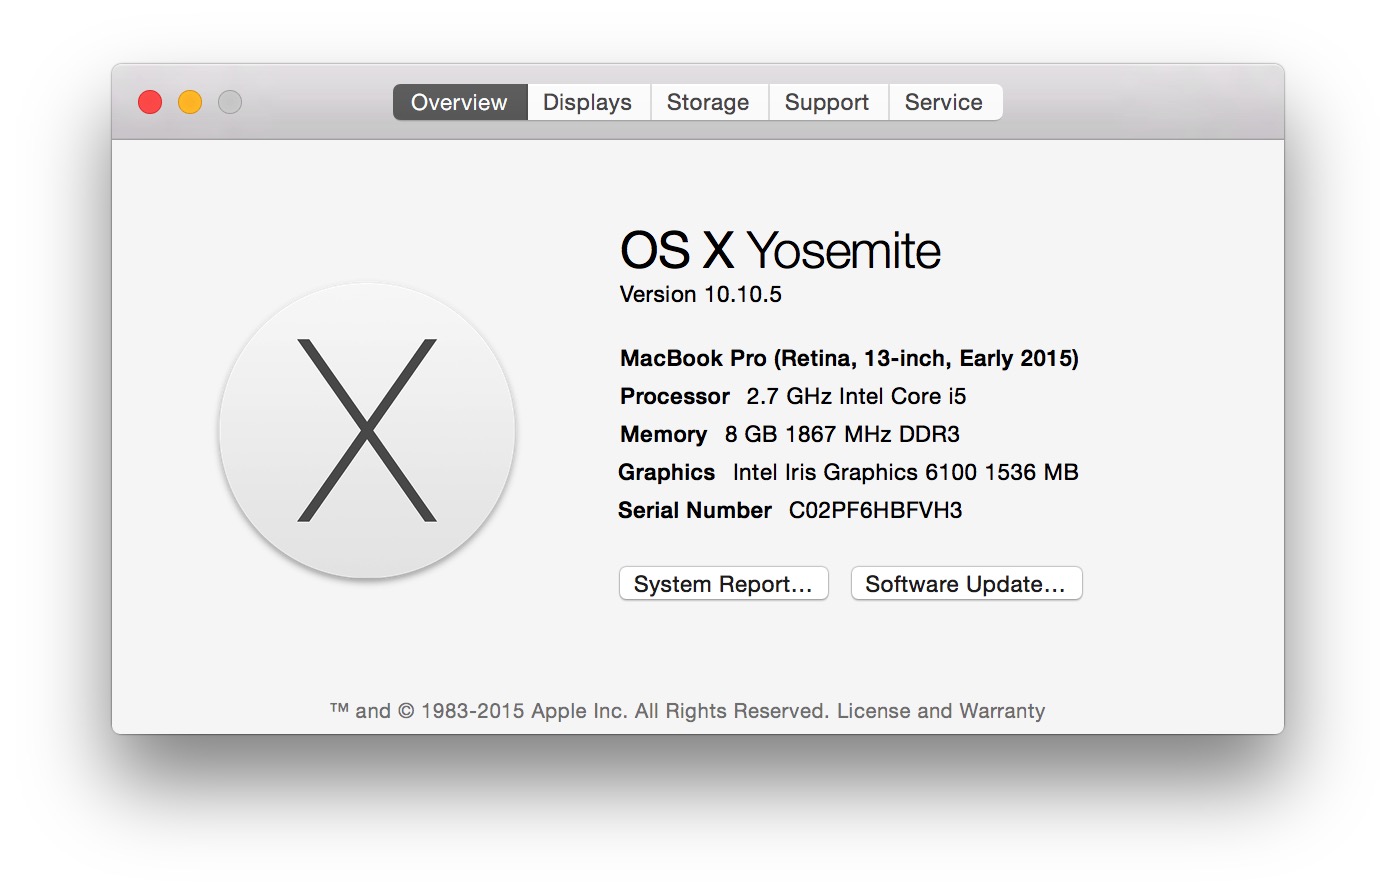 Overview Displays Storage Support Service
OS X Yosemite
Version 10.10.5
MacBook Pro (Retina, 13-inch, Early 2015)
Processor 2.7 GHz Intel Core i5
Memory 8 GB 1867 MHz DDR3
Graphics Intel Iris Graphics 6100 1536 MB
Serial Number C02PF6HBFVH3
System Report... Software Update...
™ and © 1983-2015 Apple Inc. All Rights Reserved. License and Warranty